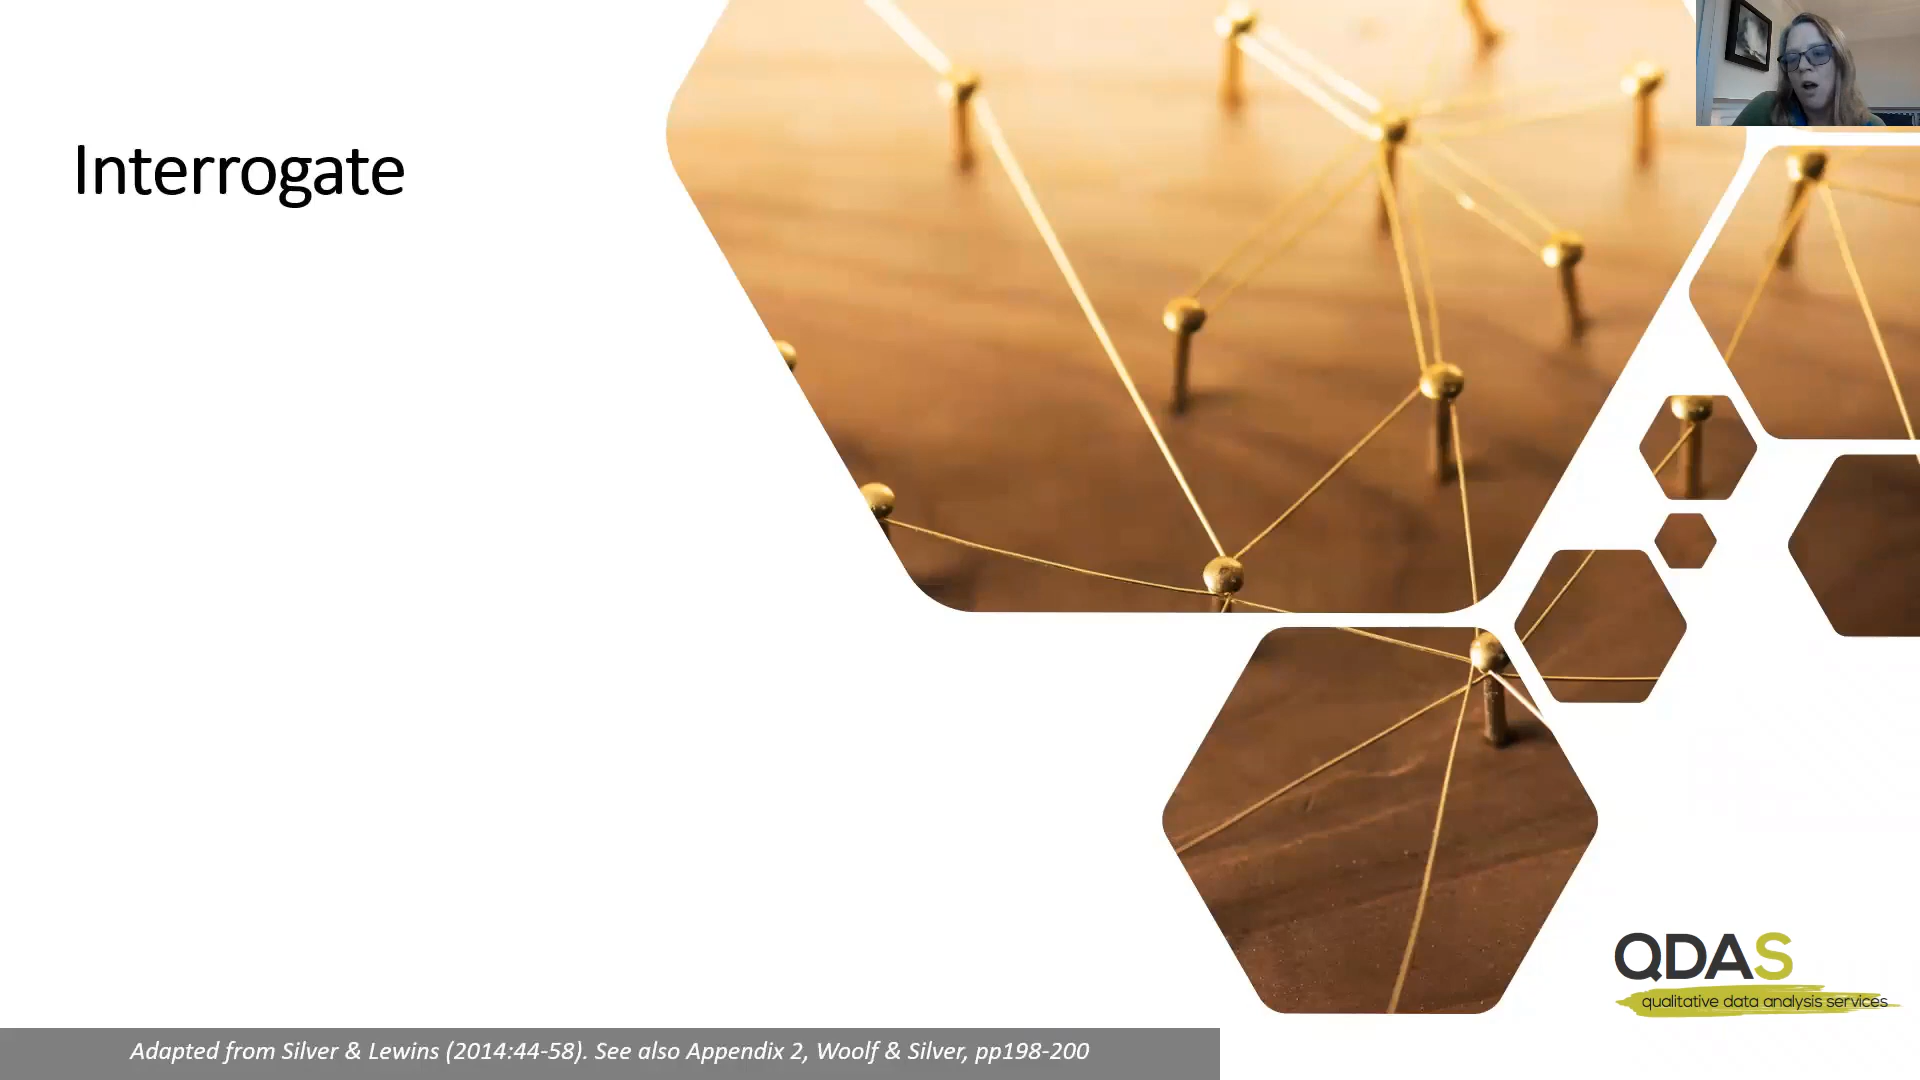 Interrogate
QDAS
qualitative data analysis services
Adapted from Silver & Lewins (2014:44-58). See also Appendix 2, Woolf & Silver, pp198-200